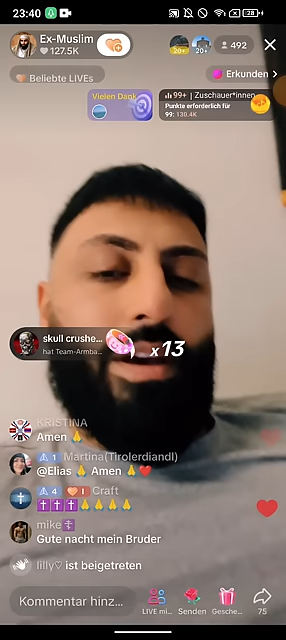 23:40
28
Ex-Muslim
127.5K
20+
20+
492
Beliebte LIVEs
Erkunden
Vielen Dank
99+ | Zuschauer*innen
Punkte erforderlich für
99: 130.4K
skull crushe...
hat Team-Armba...
x13
KRISTINA
Amen 🙏
1 Martina(Tirolerdiandl)
@Elias 🙏 Amen 🙏❤️
4 I Craft
✝️✝️✝️🙏🙏🙏🙏
mike☦️
Gute nacht mein Bruder
lilly♡ ist beigetreten
Kommentar hinz...
LIVE mi...
Senden
Gesche...
75